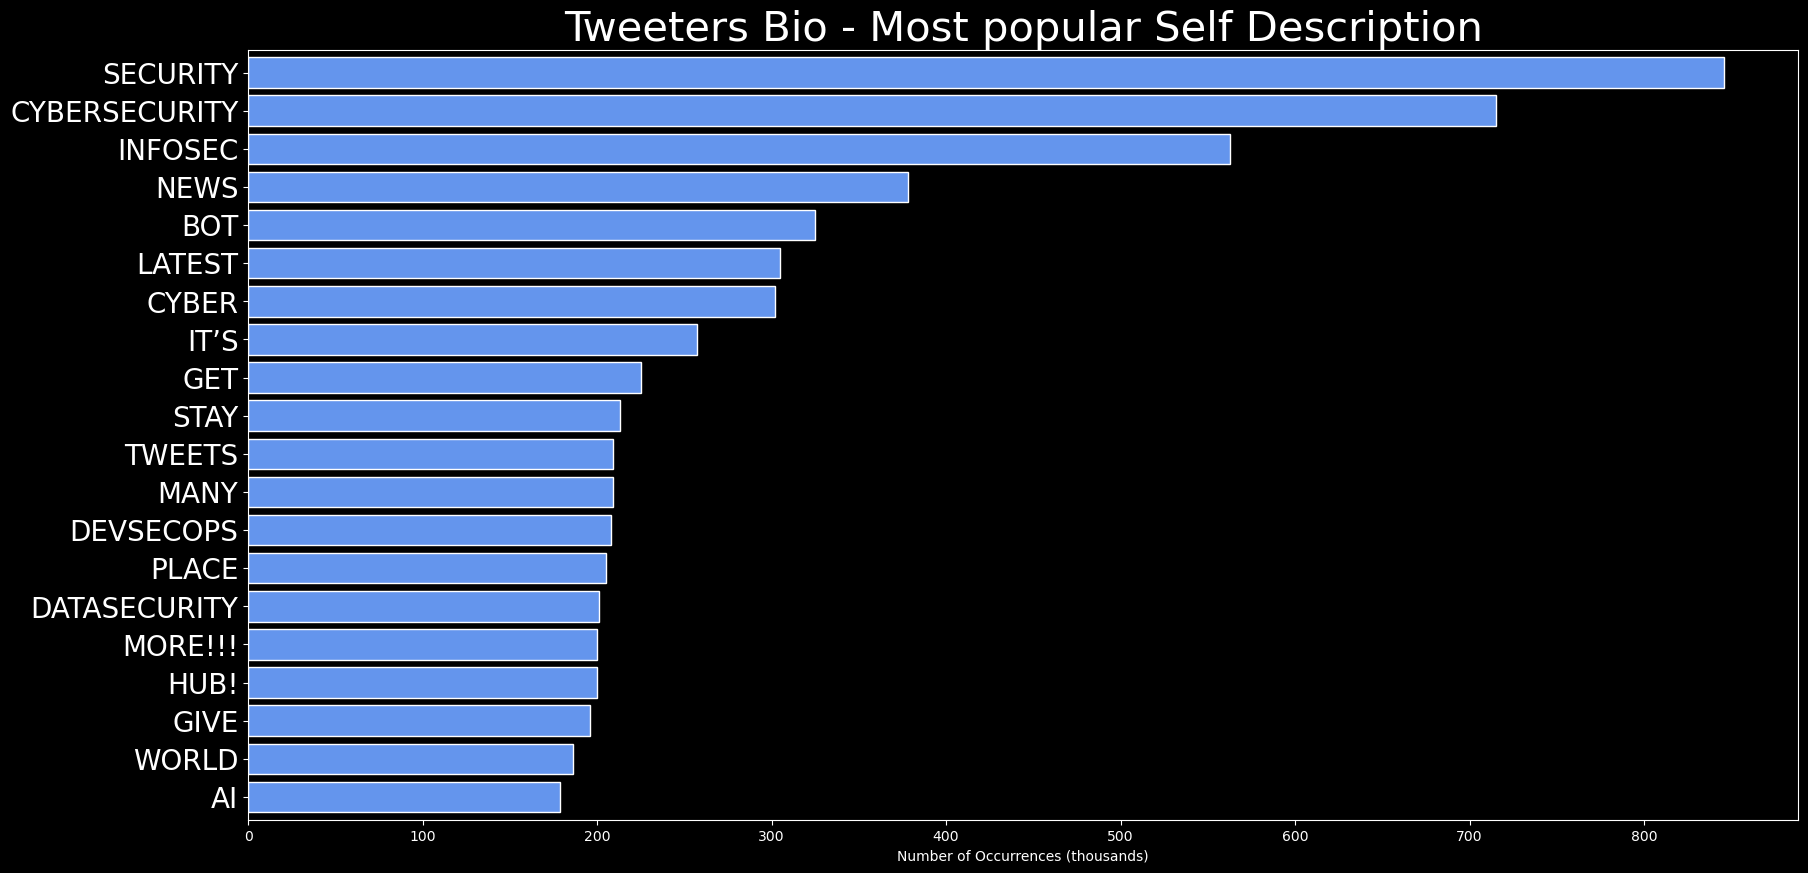 Tweeters Bio - Most popular Self Description
SECURITY
CYBERSECURITY
INFOSEC
NEWS
BOT
LATEST
CYBER
IT’S
GET
STAY
TWEETS
MANY
DEVSECOPS
PLACE
DATASECURITY
MORE!!!
HUB!
GIVE
WORLD
AI
0 100 200 300 400 500 600 700 800
Number of Occurrences (thousands)